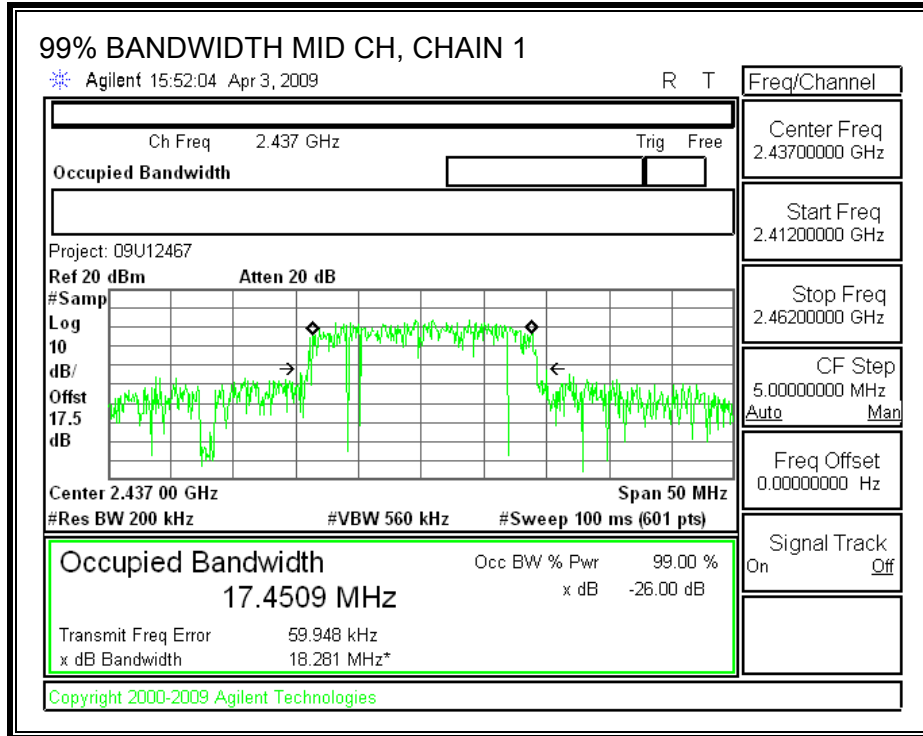 99% BANDWIDTH MID CH, CHAIN 1
Agilent 15:52:04 Apr 3, 2009 R T
Freq/Channel
Ch Freq 2.437 GHz Trig Free
Occupied Bandwidth
Center Freq
2.43700000 GHz
Start Freq
2.41200000 GHz
Stop Freq
2.46200000 GHz
CF Step
5.00000000 MHz
Auto Man
Freq Offset
0.00000000 Hz
Signal Track
On Off
Project: 09U12467
Ref 20 dBm Atten 20 dB
#Samp
Log
10
dB/
Offst
17.5
dB
Center 2.437 00 GHz Span 50 MHz
#Res BW 200 kHz #VBW 560 kHz #Sweep 100 ms (601 pts)
Occupied Bandwidth Occ BW % Pwr 99.00 %
17.4509 MHz x dB -26.00 dB
Transmit Freq Error 59.948 kHz
x dB Bandwidth 18.281 MHz*
Copyright 2000-2009 Agilent Technologies